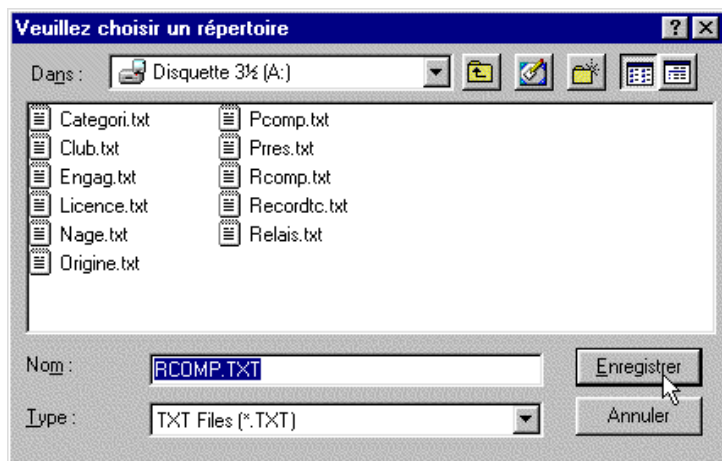 Veuillez choisir un répertoire
Dans : Disquette 3½ (A:)
Categori.txt
Club.txt
Engag.txt
Licence.txt
Nage.txt
Origine.txt
Pcomp.txt
Prres.txt
Rcomp.txt
Recordtc.txt
Relais.txt
Nom : RCOMP.TXT Enregistrer
Type : TXT Files (*.TXT) Annuler